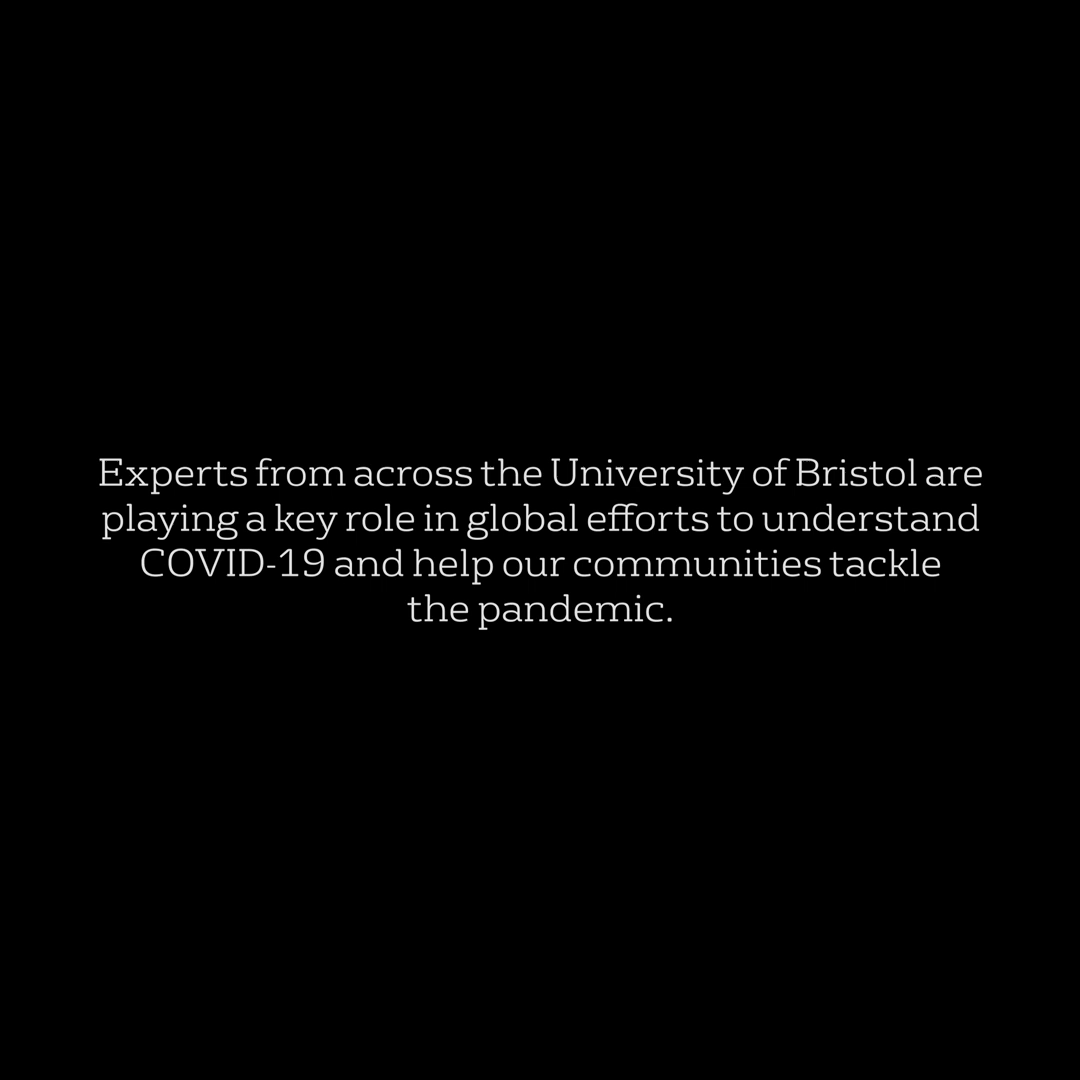 Experts from across the University of Bristol are
playing a key role in global efforts to understand
COVID-19 and help our communities tackle
the pandemic.